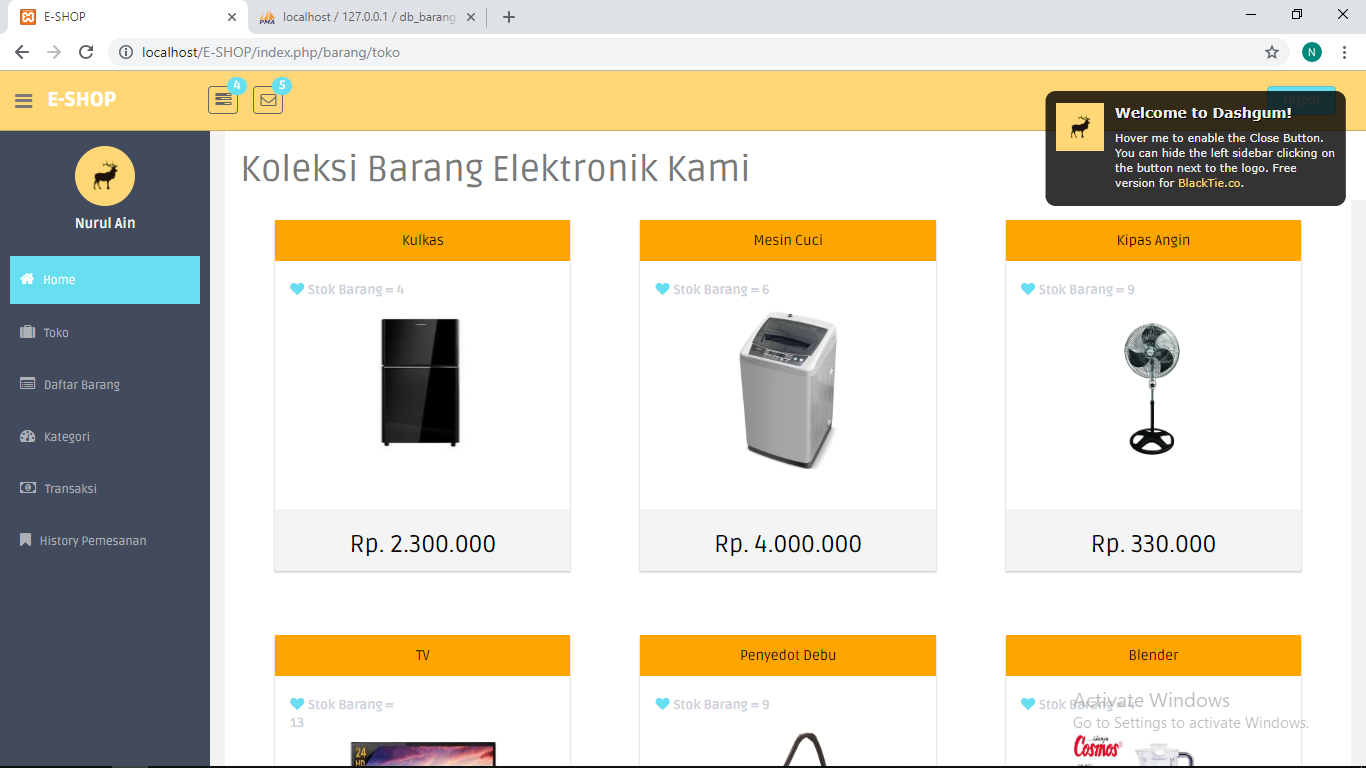 E-SHOP
localhost / 127.0.0.1 / db_barang
localhost/E-SHOP/index.php/barang/toko
N
E-SHOP
4
5
Logout
Welcome to Dashgum!
Hover me to enable the Close Button.
You can hide the left sidebar clicking on
the button next to the logo. Free
version for BlackTie.co.
Nurul Ain
Home
Toko
Daftar Barang
Kategori
Transaksi
History Pemesanan
Koleksi Barang Elektronik Kami
Kulkas
Stok Barang = 4
Rp. 2.300.000
Mesin Cuci
Stok Barang = 6
Rp. 4.000.000
Kipas Angin
Stok Barang = 9
Rp. 330.000
TV
Stok Barang =
13
24
HD
Penyedot Debu
Stok Barang = 9
Blender
Stok Barang = 4
Cosmos
Activate Windows
Go to Settings to activate Windows.